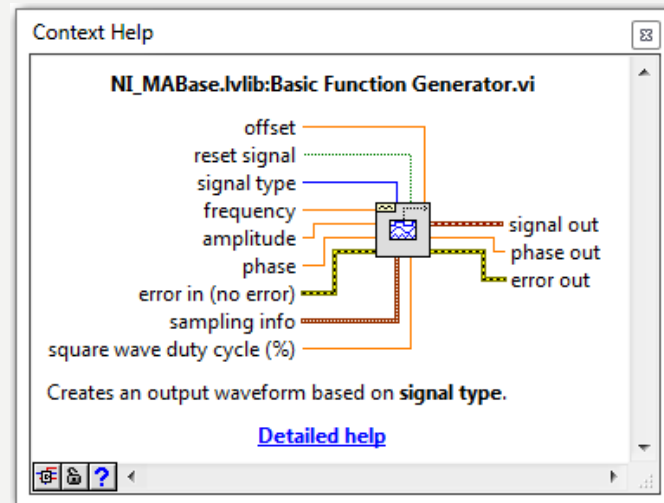 Context Help
NI_MABase.lvlib:Basic Function Generator.vi
offset
reset signal
signal type
frequency
amplitude
phase
error in (no error)
sampling info
square wave duty cycle (%)
signal out
phase out
error out
Creates an output waveform based on signal type.
Detailed help
?